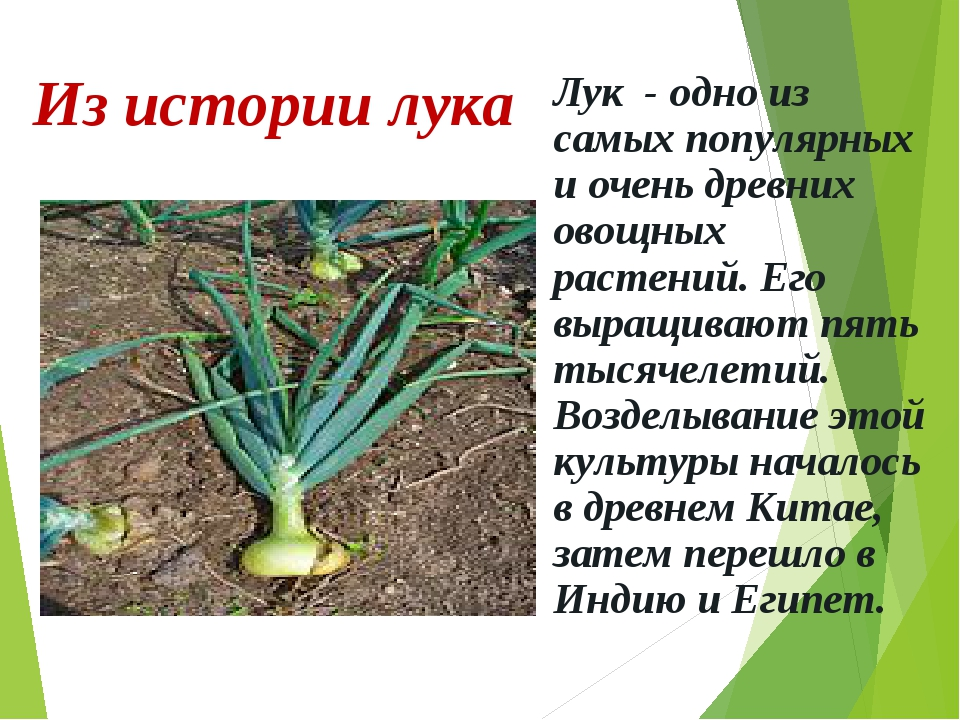 Из истории лука
Лук  - одно из
самых популярных
и очень древних
овощных
растений. Его
выращивают пять
тысячелетий.
Возделывание этой
культуры началось
в древнем Китае,
затем перешло в
Индию и Египет.